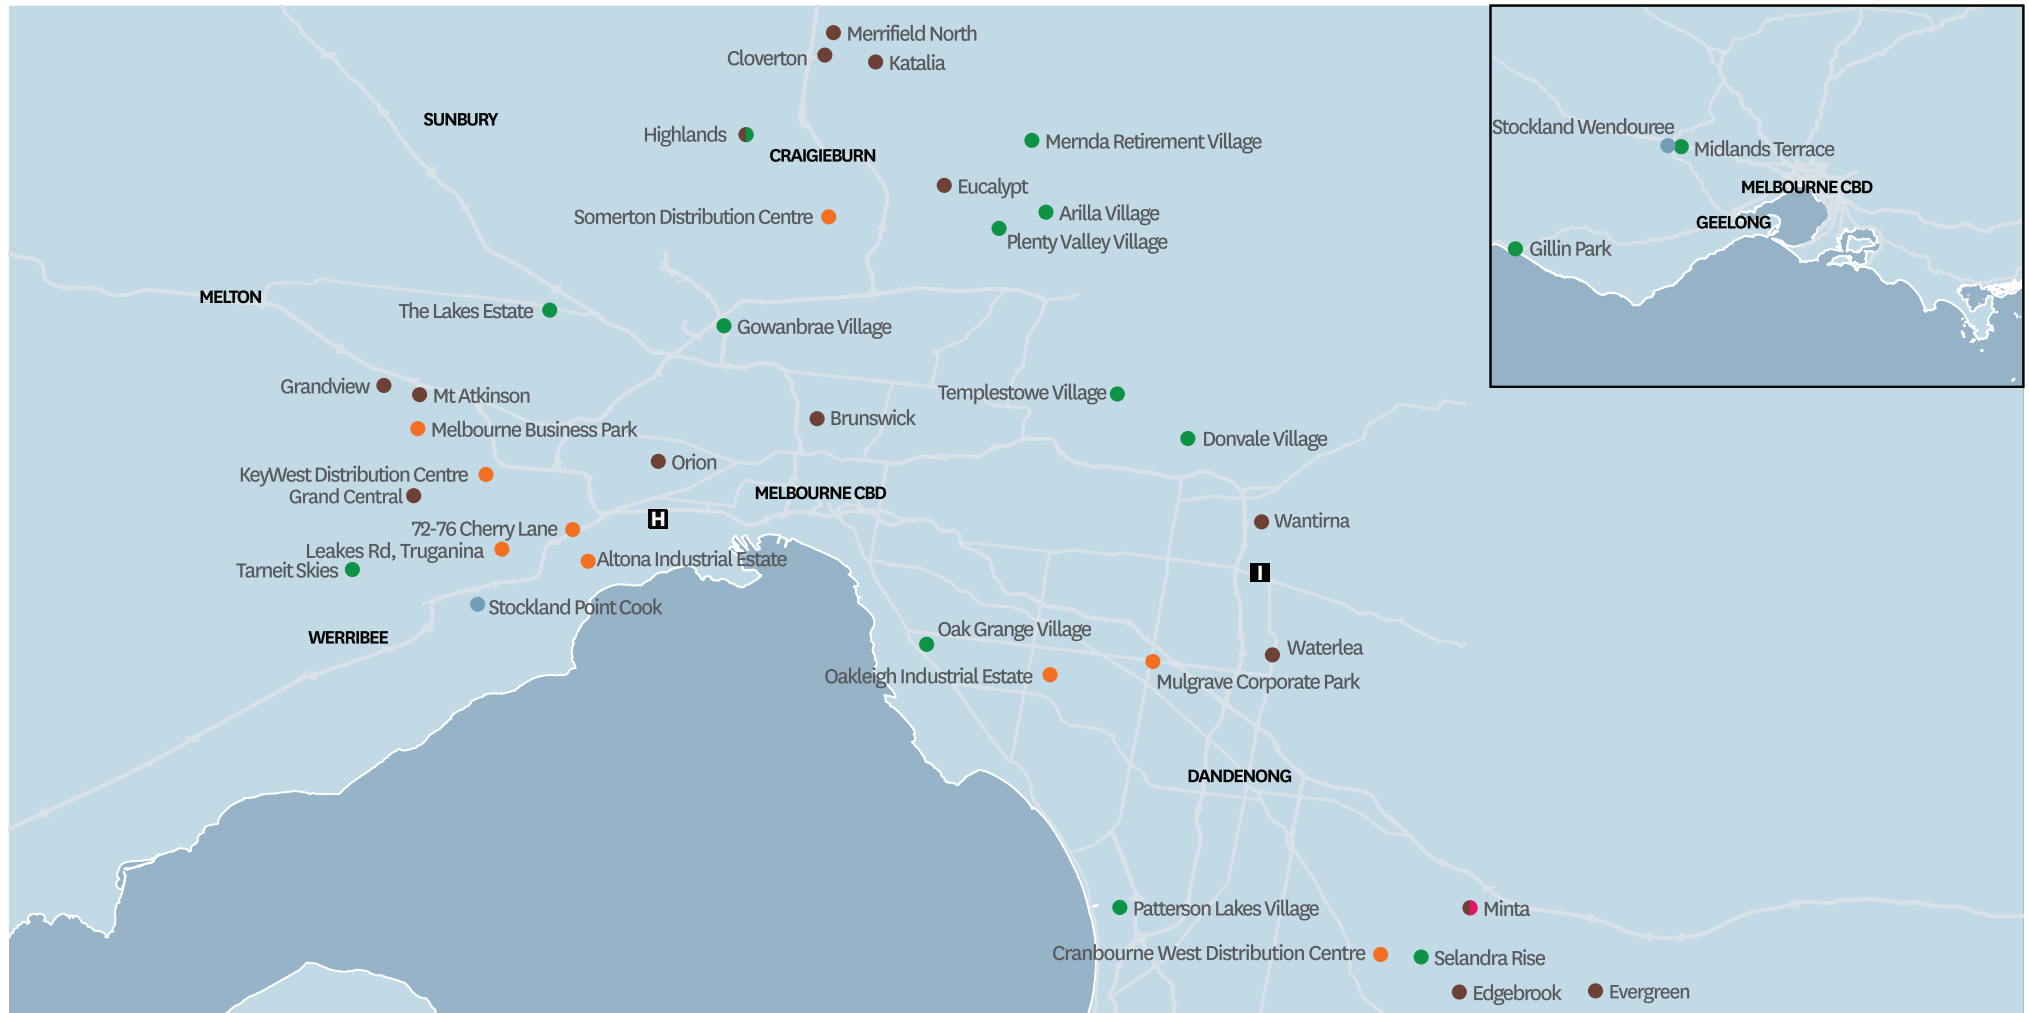 Merrifield North
Cloverton
Katalia
SUNBURY
Highlands
CRAIGIEBURN
Mernda Retirement Village
Eucalypt
Somerton Distribution Centre
Arilla Village
Plenty Valley Village
MELTON
The Lakes Estate
Gowanbrae Village
Grandview
Mt Atkinson
Templestowe Village
Brunswick
Melbourne Business Park
Donvale Village
Orion
KeyWest Distribution Centre
Grand Central
MELBOURNE CBD
H
Wantirna
72-76 Cherry Lane
Leakes Rd, Truganina
Altona Industrial Estate
Tarneit Skies
I
Stockland Point Cook
WERRIBEE
Oak Grange Village
Waterlea
Oakleigh Industrial Estate
Mulgrave Corporate Park
DANDENONG
Patterson Lakes Village
Minta
Cranbourne West Distribution Centre
Selandra Rise
Edgebrook
Evergreen
Stockland Wendouree
Midlands Terrace
MELBOURNE CBD
GEELONG
Gillin Park